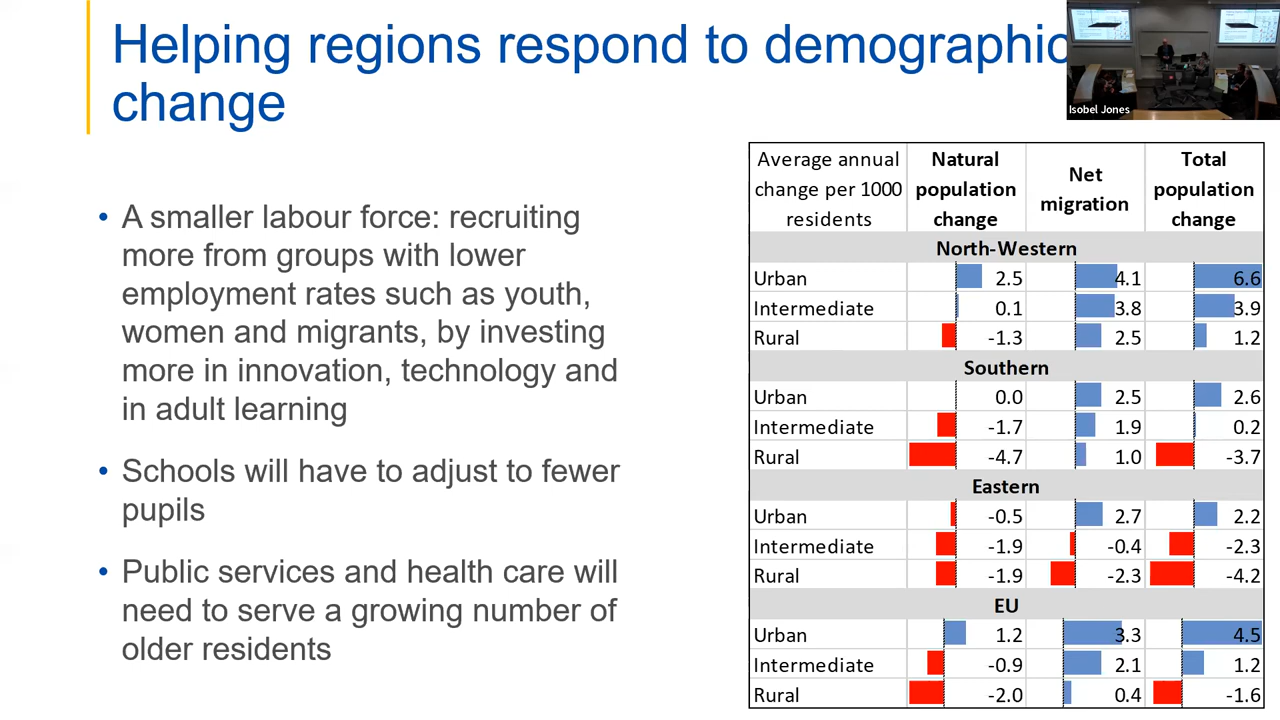 Helping regions respond to demographic
change
Isobel Jones
• A smaller labour force: recruiting
more from groups with lower
employment rates such as youth,
women and migrants, by investing
more in innovation, technology and
in adult learning
• Schools will have to adjust to fewer
pupils
• Public services and health care will
need to serve a growing number of
older residents
Average annual change per 1000 residents Natural population change Net migration Total population change
North-Western
Urban 2.5 4.1 6.6
Intermediate 0.1 3.8 3.9
Rural -1.3 2.5 1.2
Southern
Urban 0.0 2.5 2.6
Intermediate -1.7 1.9 0.2
Rural -4.7 1.0 -3.7
Eastern
Urban -0.5 2.7 2.2
Intermediate -1.9 -0.4 -2.3
Rural -1.9 -2.3 -4.2
EU
Urban 1.2 3.3 4.5
Intermediate -0.9 2.1 1.2
Rural -2.0 0.4 -1.6